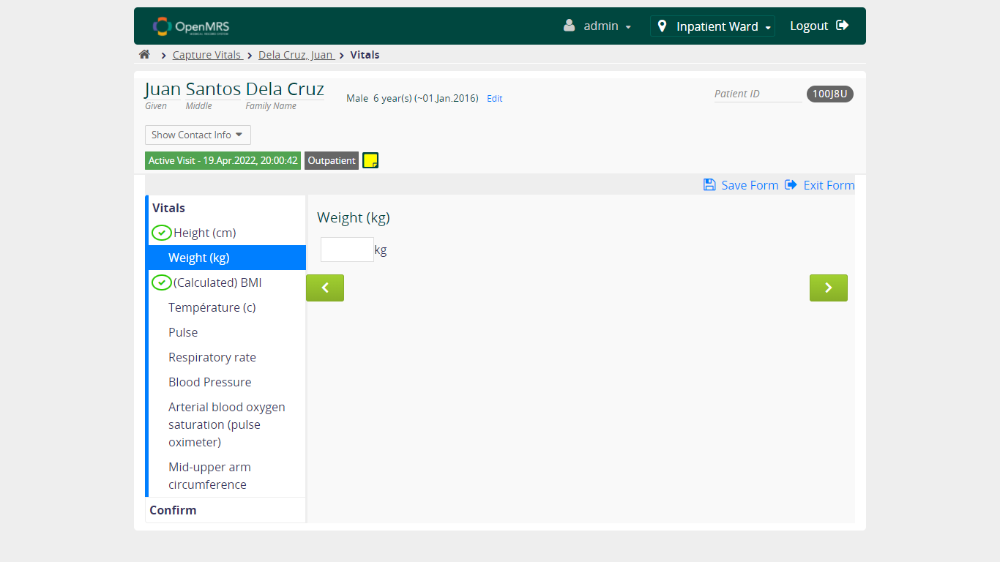 OpenMRS
admin
Inpatient Ward
Logout
Capture Vitals
Dela Cruz, Juan
Vitals
Juan Santos Dela Cruz
Given Middle Family Name
Male 6 year(s) (~01.Jan.2016) Edit
Patient ID 100J8U
Show Contact Info
Active Visit - 19.Apr.2022, 20:00:42 Outpatient
Save Form Exit Form
Vitals
Height (cm)
Weight (kg)
(Calculated) BMI
Température (c)
Pulse
Respiratory rate
Blood Pressure
Arterial blood oxygen
saturation (pulse
oximeter)
Mid-upper arm
circumference
Confirm
Weight (kg)
kg